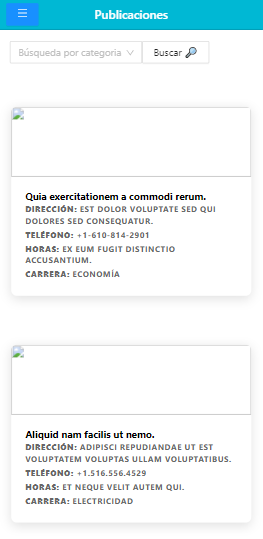 Publicaciones
Búsqueda por categoria
Buscar 🔎
Quia exercitationem a commodi rerum.
DIRECCIÓN: EST DOLOR VOLUPTATE SED QUI
DOLORES SED CONSEQUATUR.
TELÉFONO: +1-610-814-2901
HORAS: EX EUM FUGIT DISTINCTIO
ACCUSANTIUM.
CARRERA: ECONOMÍA
Aliquid nam facilis ut nemo.
DIRECCIÓN: ADIPISCI REPUDIANDAE UT EST
VOLUPTATEM VOLUPTAS ULLAM VOLUPTATIBUS.
TELÉFONO: +1.516.556.4529
HORAS: ET NEQUE VELIT AUTEM QUI.
CARRERA: ELECTRICIDAD